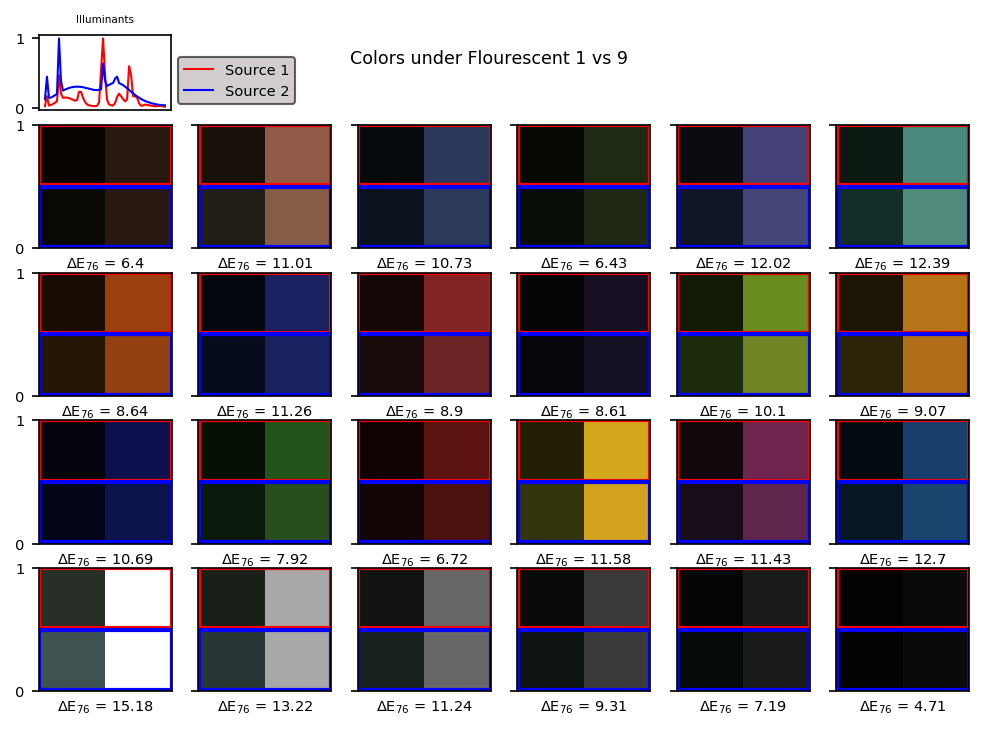 Illuminants
1
0
Source 1
Source 2
Colors under Flourescent 1 vs 9
1
0
ΔE76 = 6.4 ΔE76 = 11.01 ΔE76 = 10.73 ΔE76 = 6.43 ΔE76 = 12.02 ΔE76 = 12.39
1
0
ΔE76 = 8.64 ΔE76 = 11.26 ΔE76 = 8.9 ΔE76 = 8.61 ΔE76 = 10.1 ΔE76 = 9.07
1
0
ΔE76 = 10.69 ΔE76 = 7.92 ΔE76 = 6.72 ΔE76 = 11.58 ΔE76 = 11.43 ΔE76 = 12.7
1
0
ΔE76 = 15.18 ΔE76 = 13.22 ΔE76 = 11.24 ΔE76 = 9.31 ΔE76 = 7.19 ΔE76 = 4.71